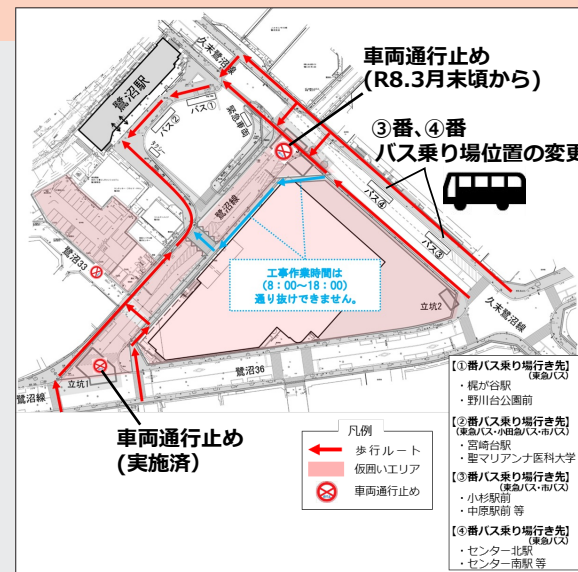 車両通行止め
(R8.3月末頃から)
③番、④番
バス乗り場位置の変更
久末鷺沼線
鷺沼駅
バス①
バス②
緊急車両
タクシー
バス④
バス③
鷺沼線
鷺沼33
工事作業時間は
(8:00~18:00)
通り抜けできません。
立坑2
久末鷺沼線
立坑1
鷺沼36
鷺沼線
車両通行止め
(実施済)
凡例
歩行ルート
仮囲いエリア
車両通行止め
【①番バス乗り場行き先】
(東急バス)
・梶が谷駅
・野川台公園前
【②番バス乗り場行き先】
(東急バス・小田急バス・市バス)
・宮崎台駅
・聖マリアンナ医科大学
【③番バス乗り場行き先】
(東急バス・市バス)
・小杉駅前
・中原駅前 等
【④番バス乗り場行き先】
(東急バス)
・センター北駅
・センター南駅 等